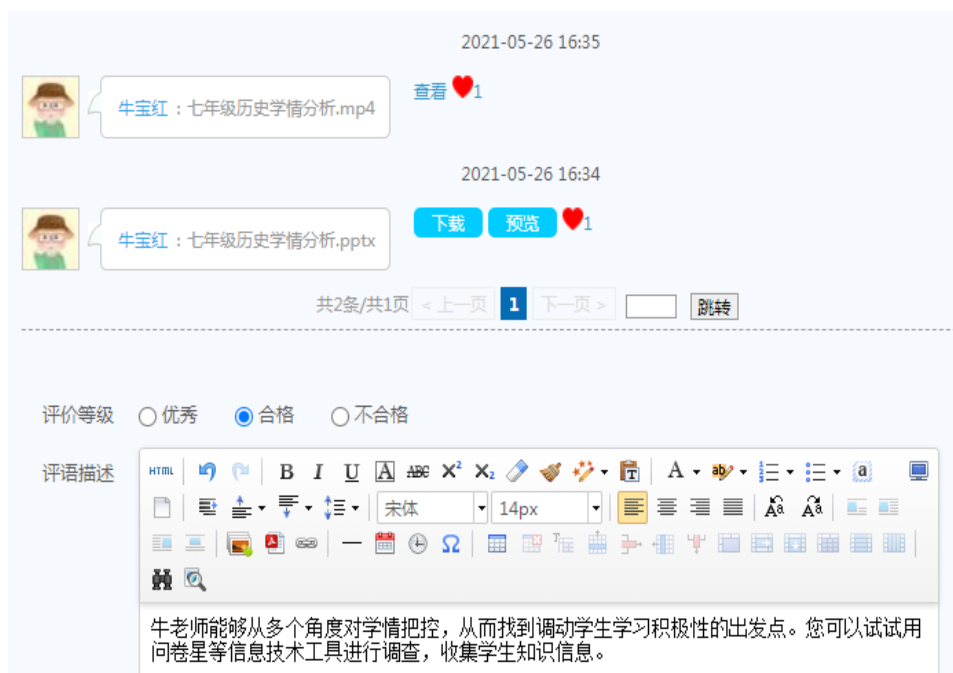 2021-05-26 16:35
牛宝红：七年级历史学情分析.mp4 查看 1
2021-05-26 16:34
牛宝红：七年级历史学情分析.pptx 下载 预览 1
共2条/共1页 < 上一页 1 下一页 > 跳转
评价等级 优秀 合格 不合格
评语描述 HTML B I U A ABC X² X₂ T A ab a
宋体 14px
牛老师能够从多个角度对学情把控，从而找到调动学生学习积极性的出发点。您可以试试用
问卷星等信息技术工具进行调查，收集学生知识信息。